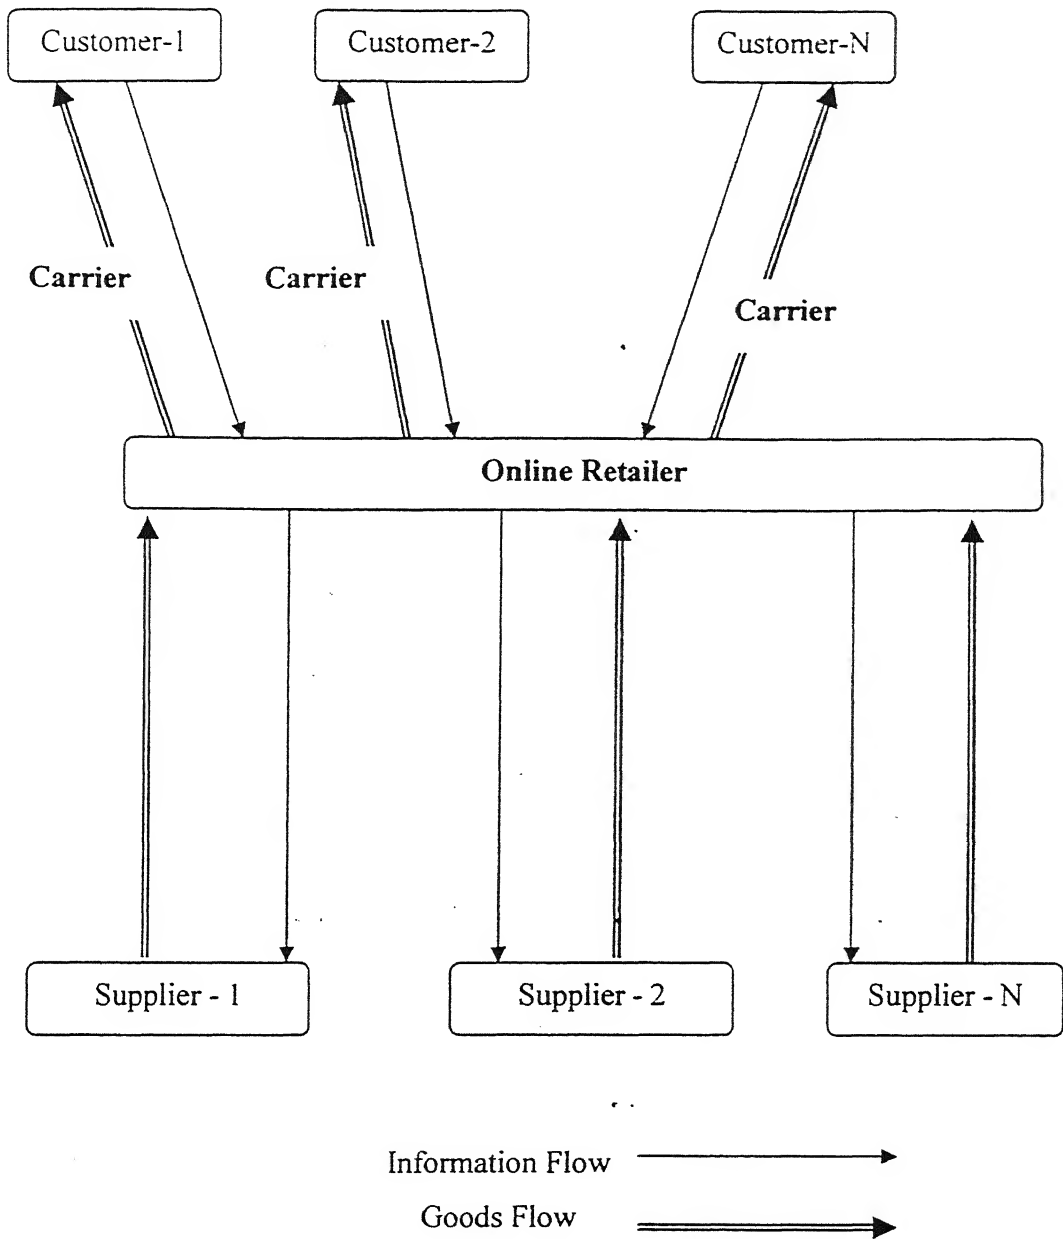 Customer-1
Customer-2
Customer-N
Carrier
Carrier
Carrier
Online Retailer
Supplier - 1
Supplier - 2
Supplier - N
Information Flow
Goods Flow